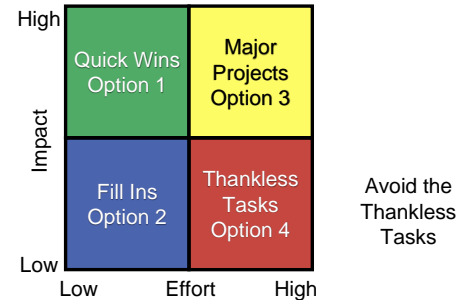 High
Quick Wins
Option 1
Major
Projects
Option 3
Impact
Fill Ins
Option 2
Thankless
Tasks
Option 4
Avoid the
Thankless
Tasks
Low
Low
Effort
High